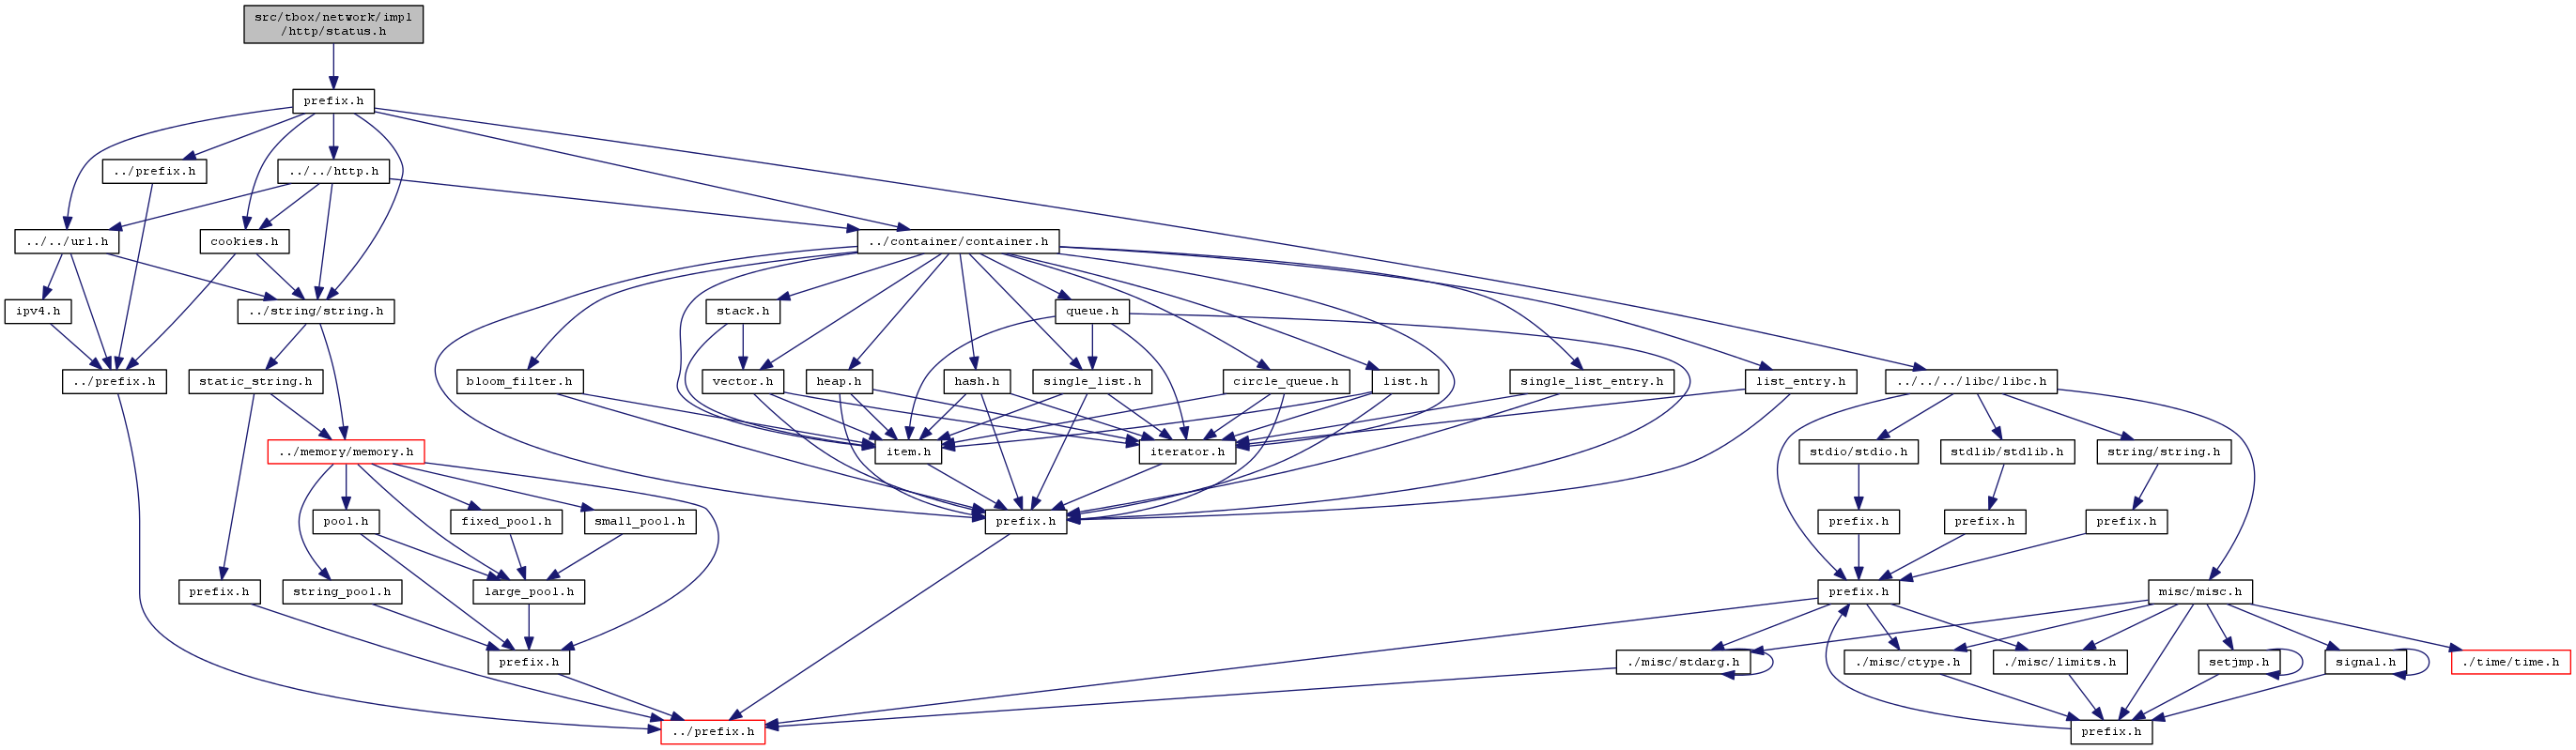 src/tbox/network/impl
/http/status.h
prefix.h
../prefix.h
../../http.h
../../url.h
cookies.h
../container/container.h
ipv4.h
../string/string.h
stack.h
queue.h
../prefix.h
static_string.h
bloom_filter.h
vector.h
heap.h
hash.h
single_list.h
circle_queue.h
list.h
single_list_entry.h
list_entry.h
../../../libc/libc.h
../memory/memory.h
item.h
iterator.h
stdio/stdio.h
stdlib/stdlib.h
string/string.h
pool.h
fixed_pool.h
small_pool.h
prefix.h
prefix.h
prefix.h
prefix.h
prefix.h
string_pool.h
large_pool.h
prefix.h
misc/misc.h
prefix.h
./misc/stdarg.h
./misc/ctype.h
./misc/limits.h
setjmp.h
signal.h
./time/time.h
../prefix.h
prefix.h